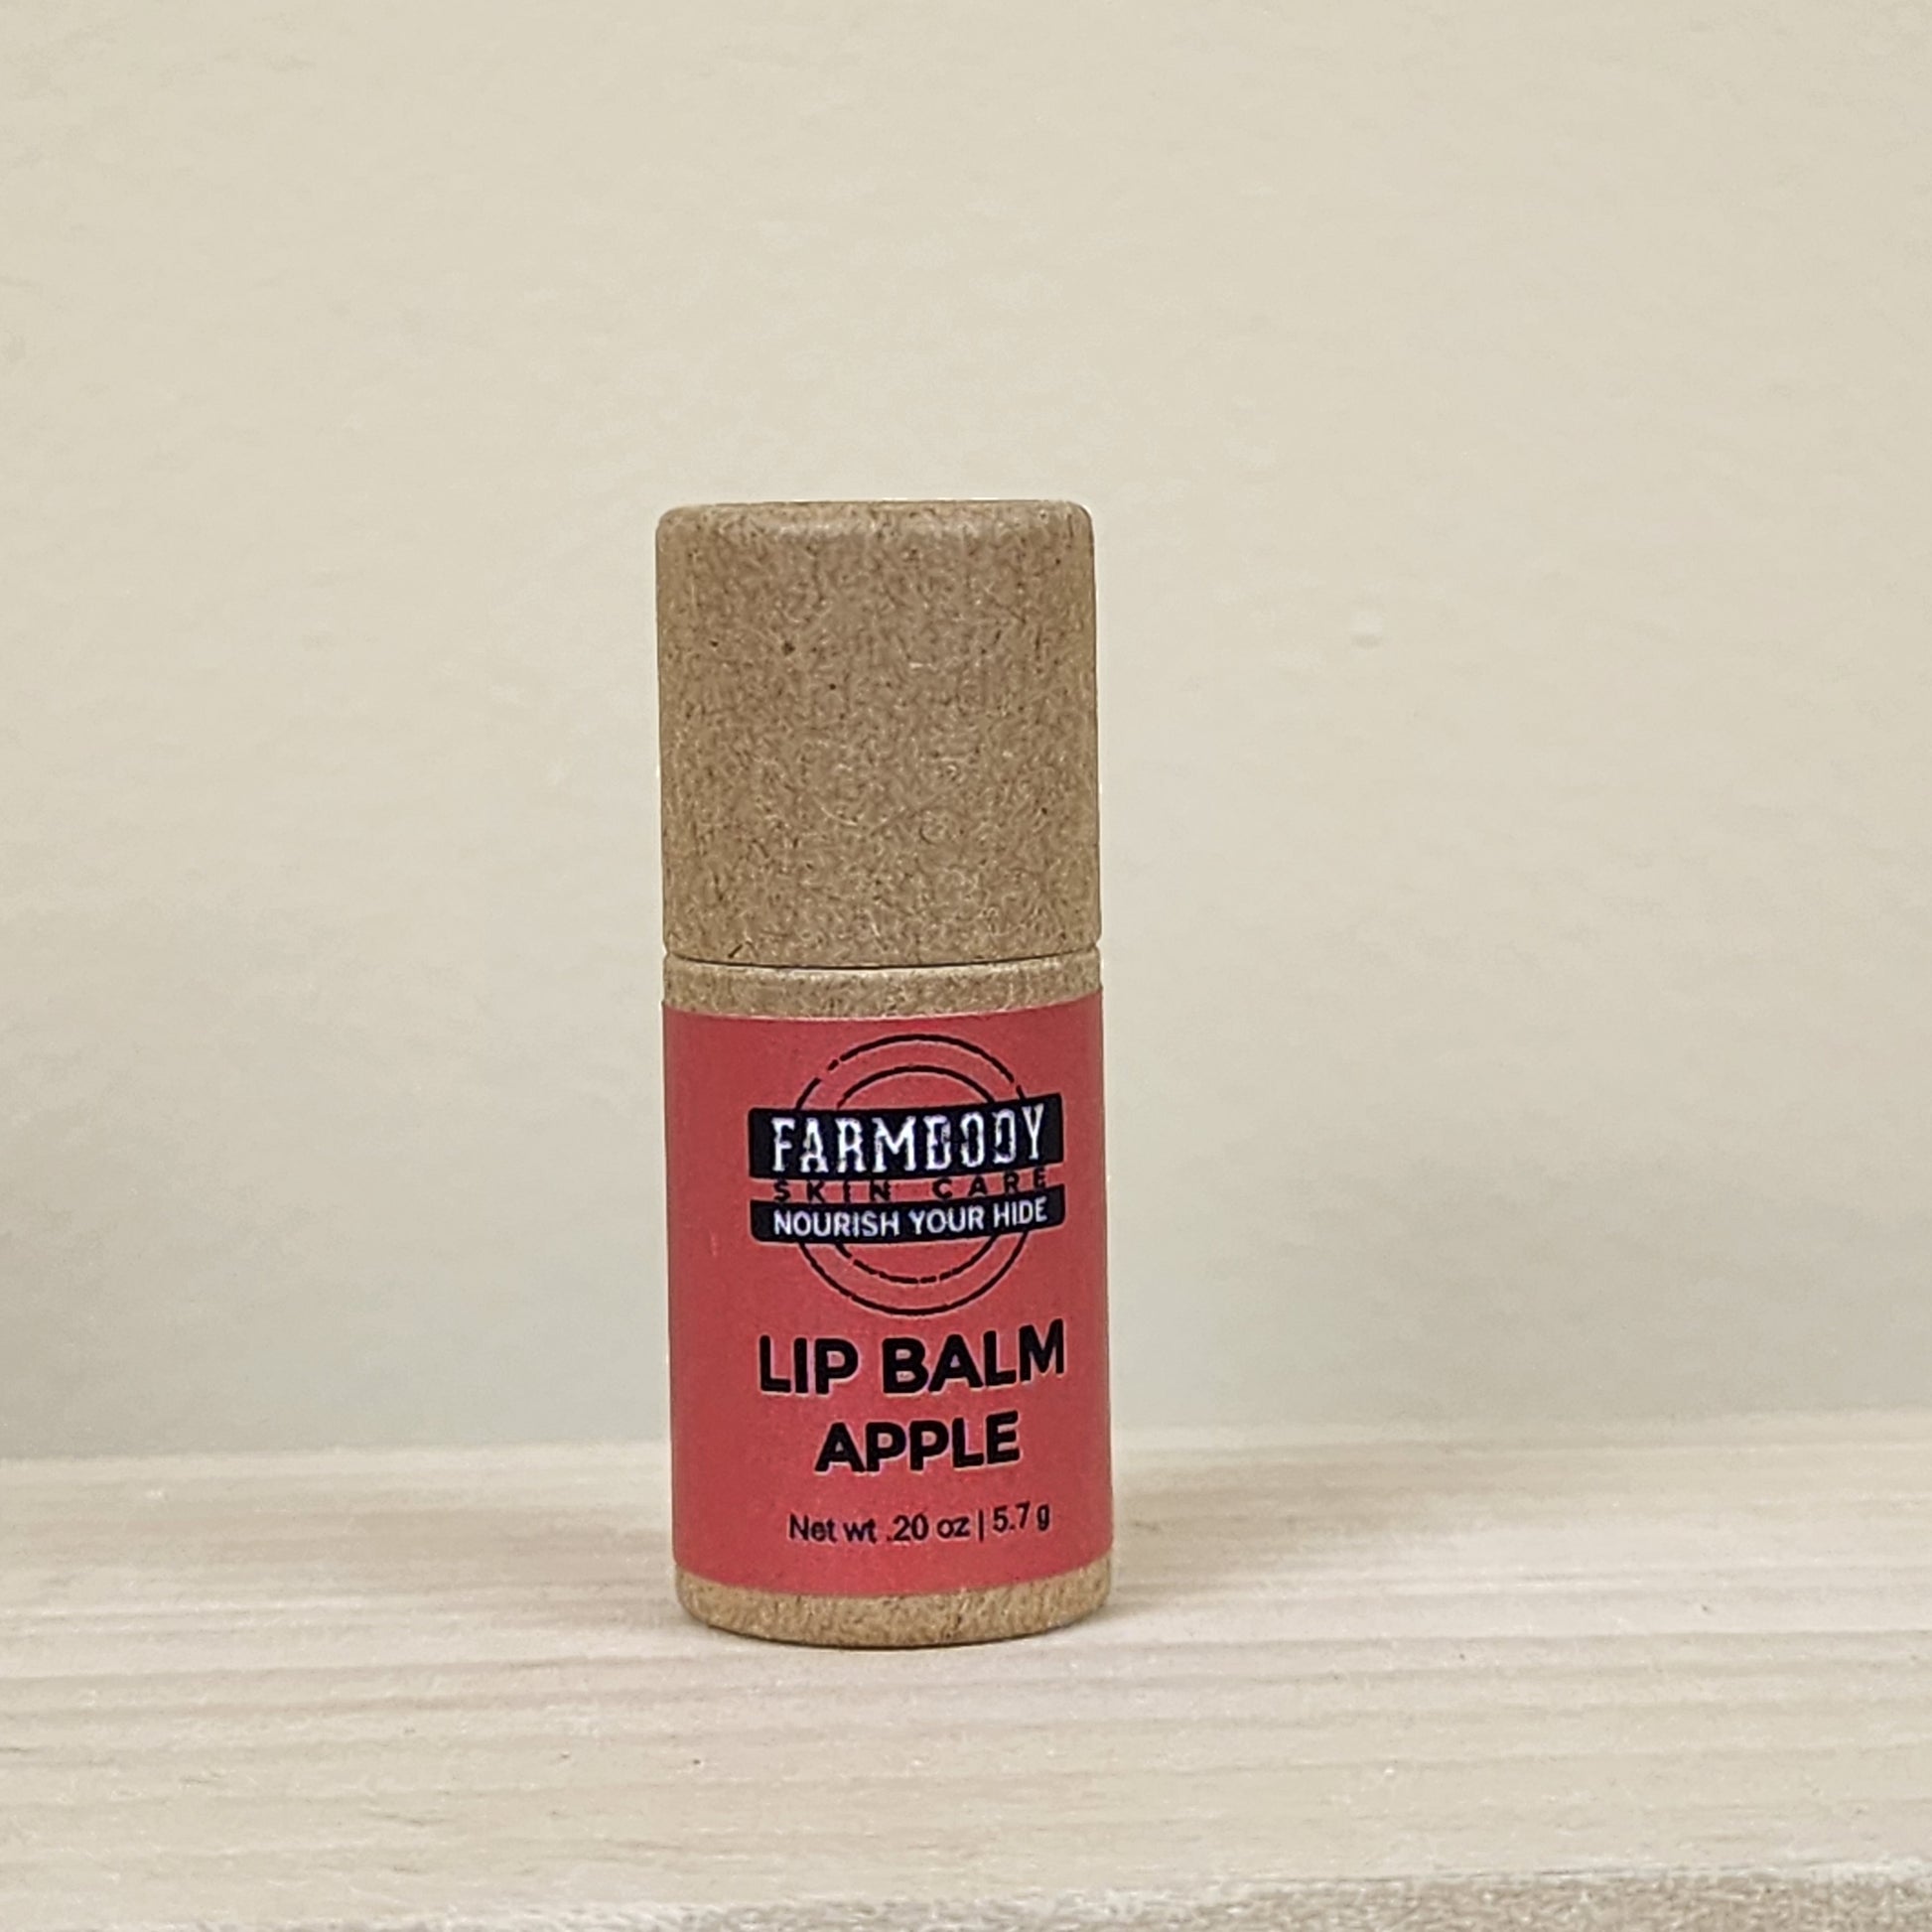 FARMBODY
SKIN CARE
NOURISH YOUR HIDE
LIP BALM
APPLE
Net wt .20 oz | 5.7 g